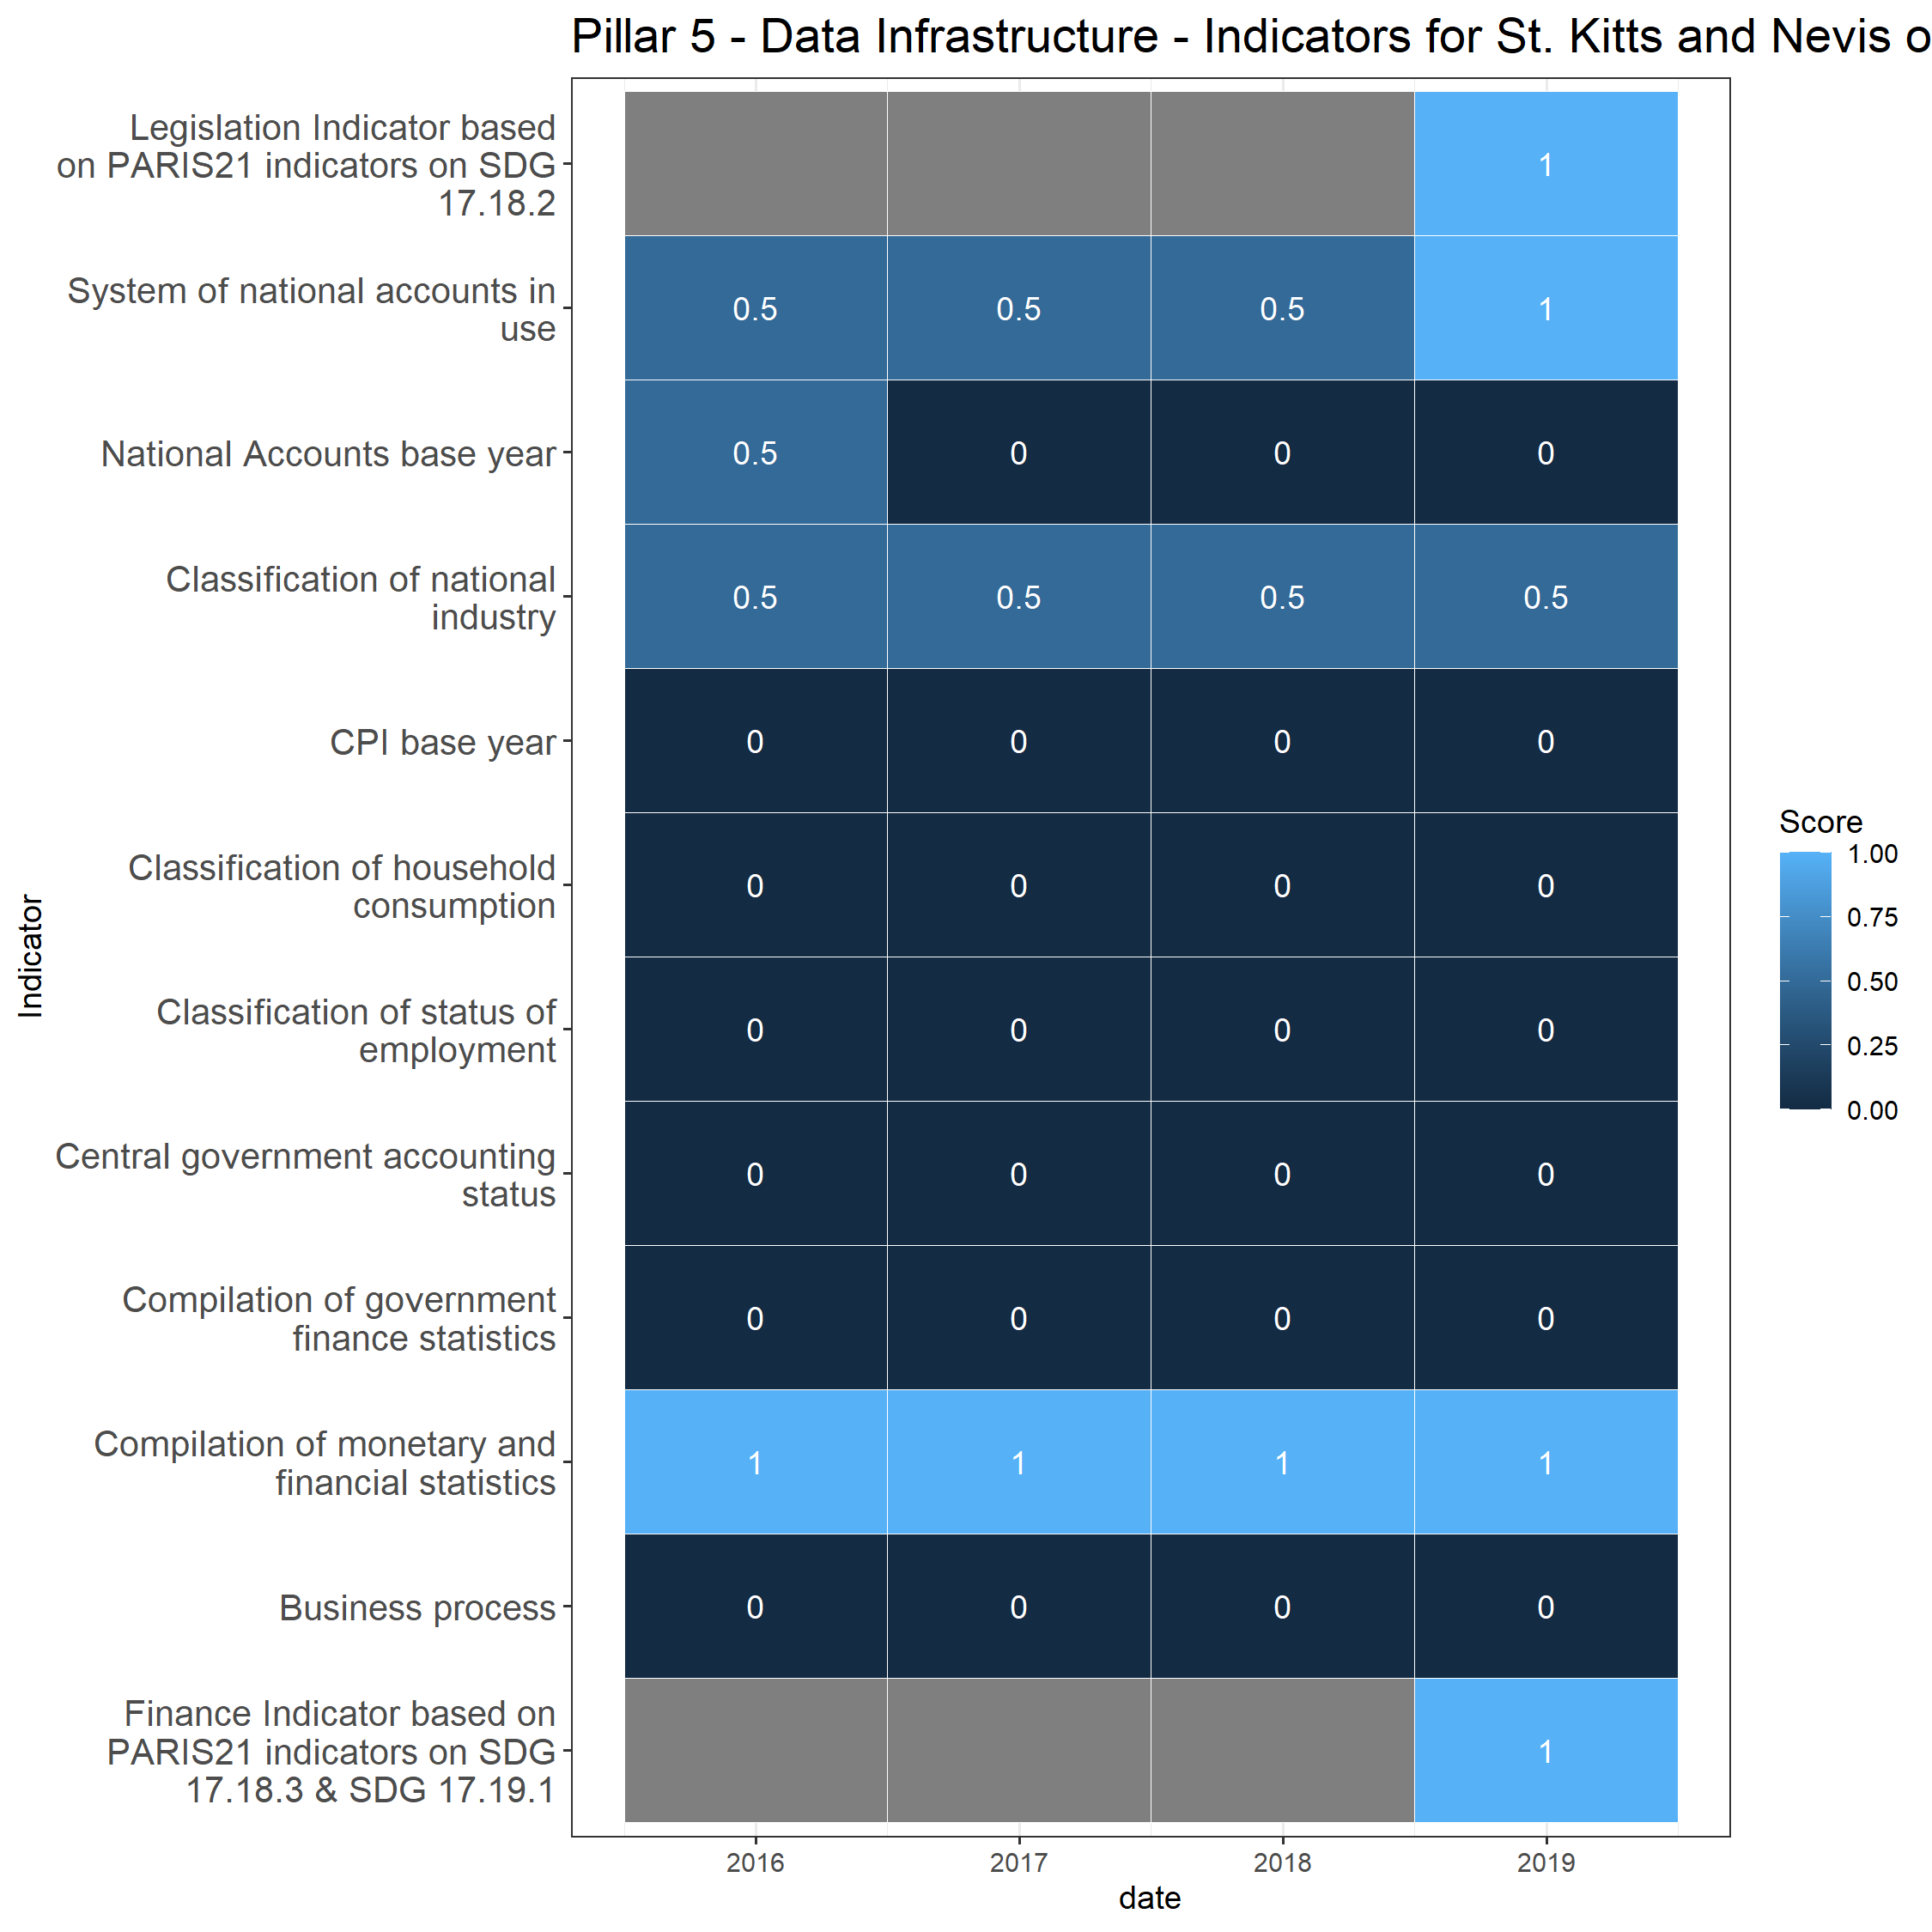 Pillar 5 - Data Infrastructure - Indicators for St. Kitts and Nevis o
Indicator
Legislation Indicator based
on PARIS21 indicators on SDG
17.18.2
1
System of national accounts in
use
0.5 0.5 0.5 1
National Accounts base year
0.5 0 0 0
Classification of national
industry
0.5 0.5 0.5 0.5
CPI base year
0 0 0 0
Classification of household
consumption
0 0 0 0
Classification of status of
employment
0 0 0 0
Central government accounting
status
0 0 0 0
Compilation of government
finance statistics
0 0 0 0
Compilation of monetary and
financial statistics
1 1 1 1
Business process
0 0 0 0
Finance Indicator based on
PARIS21 indicators on SDG
17.18.3 & SDG 17.19.1
1
2016 2017 2018 2019
date
Score
1.00
0.75
0.50
0.25
0.00